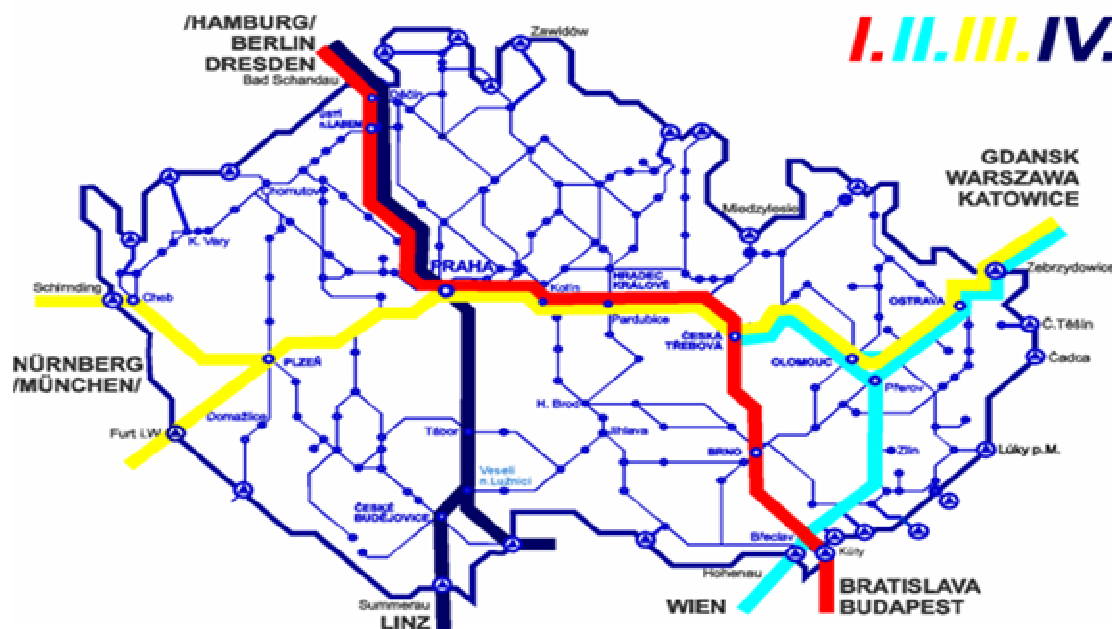 /HAMBURG/
BERLIN
DRESDEN
Bad Schandau
Zawidów
I. II. III. IV.
Děčín
ÚSTÍ
n.LABEM
GDANSK
WARSZAWA
KATOWICE
Chomutov
K. Vary
Miedzylesie
PRAHA
HRADEC
KRÁLOVÉ
Zebrzydowice
Schirnding
Cheb
Kolín
OSTRAVA
Pardubice
ČESKÁ
TŘEBOVÁ
Č.Těšín
NÜRNBERG
/MÜNCHEN/
PLZEŇ
OLOMOUC
Čadca
Přerov
Domažlice
H. Brod
Furt i.W
Tábor
Jihlava
BRNO
Zlín
Lúky p.M.
Veselí
n.Lužnicí
ČESKÉ
BUDĚJOVICE
Břeclav
Kúty
Hohenau
Summerau
LINZ
WIEN
BRATISLAVA
BUDAPEST